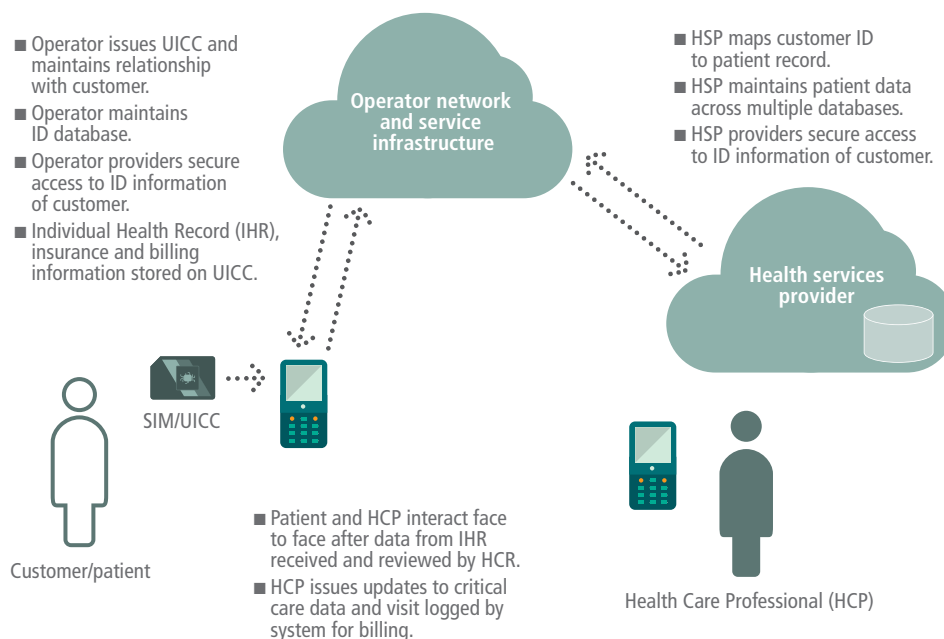 ■ Operator issues UICC and
maintains relationship
with customer.
■ Operator maintains
ID database.
■ Operator providers secure
access to ID information
of customer.
■ Individual Health Record (IHR),
insurance and billing
information stored on UICC.
Operator network
and service
infrastructure
■ HSP maps customer ID
to patient record.
■ HSP maintains patient data
across multiple databases.
■ HSP providers secure access
to ID information of customer.
Health services
provider
SIM/UICC
Customer/patient
■ Patient and HCP interact face
to face after data from IHR
received and reviewed by HCR.
■ HCP issues updates to critical
care data and visit logged by
system for billing.
Health Care Professional (HCP)